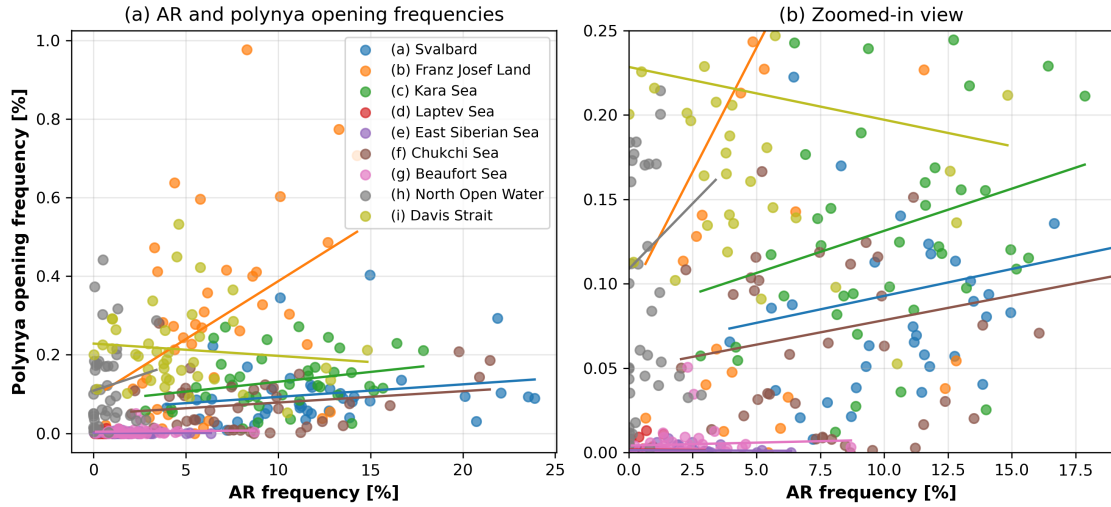 (a) AR and polynya opening frequencies
Polynya opening frequency [%]
1.0
0.8
0.6
0.4
0.2
0.0
0
5
10
15
20
25
AR frequency [%]
(a) Svalbard
(b) Franz Josef Land
(c) Kara Sea
(d) Laptev Sea
(e) East Siberian Sea
(f) Chukchi Sea
(g) Beaufort Sea
(h) North Open Water
(i) Davis Strait
(b) Zoomed-in view
0.25
0.20
0.15
0.10
0.05
0.00
0.0
2.5
5.0
7.5
10.0
12.5
15.0
17.5
AR frequency [%]